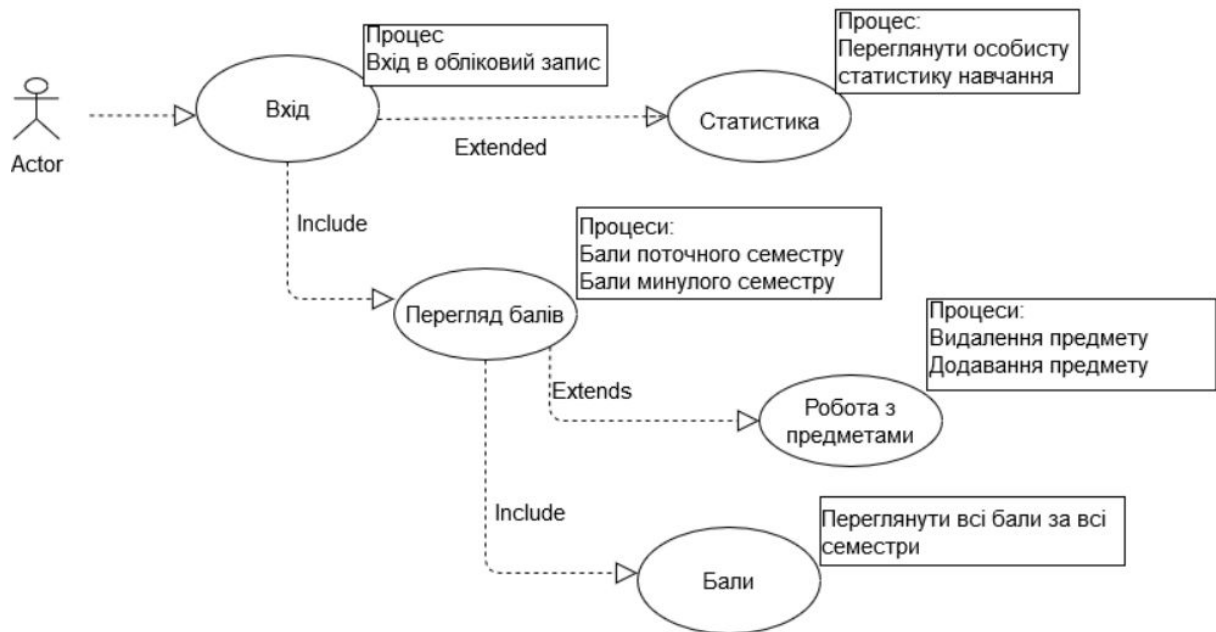 Процес
Вхід в обліковий запис
Процес:
Переглянути особисту
статистику навчання
Вхід
Статистика
Actor
Extended
Include
Процеси:
Бали поточного семестру
Бали минулого семестру
Перегляд балів
Процеси:
Видалення предмету
Додавання предмету
Extends
Робота з
предметами
Include
Переглянути всі бали за всі
семестри
Бали